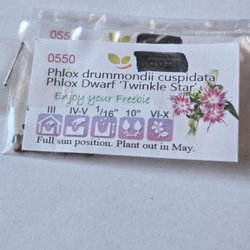 055
0550
Phlox drummondii cuspidata
Phlox Dwarf 'Twinkle Star'
Enjoy your Freebie
III IV-V 1/16" 10" VI-X
Full sun position. Plant out in May.